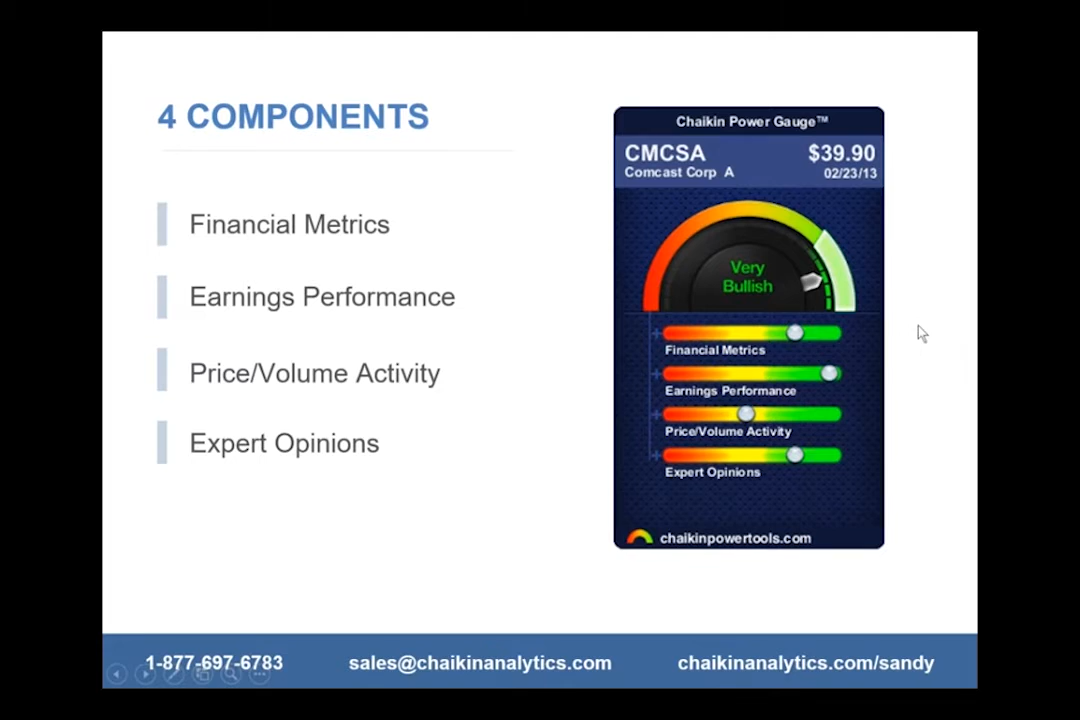 4 COMPONENTS
Financial Metrics
Earnings Performance
Price/Volume Activity
Expert Opinions
Chaikin Power Gauge™
CMCSA $39.90
Comcast Corp A 02/23/13
Very
Bullish
Financial Metrics
Earnings Performance
Price/Volume Activity
Expert Opinions
chaikinpowertools.com
1-877-697-6783 sales@chaikinanalytics.com chaikinanalytics.com/sandy